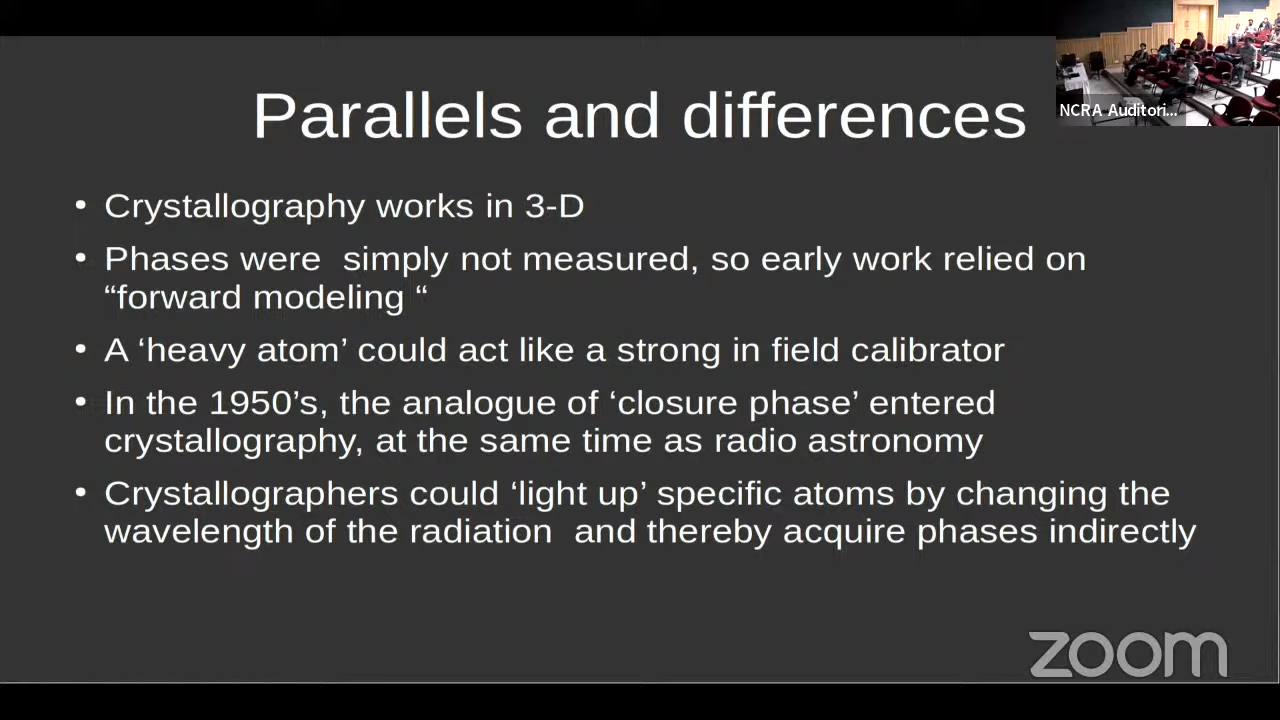 Parallels and differences
NCRA Auditori...
• Crystallography works in 3-D
• Phases were  simply not measured, so early work relied on
“forward modeling “
• A ‘heavy atom’ could act like a strong in field calibrator
• In the 1950’s, the analogue of ‘closure phase’ entered
crystallography, at the same time as radio astronomy
• Crystallographers could ‘light up’ specific atoms by changing the
wavelength of the radiation  and thereby acquire phases indirectly
zoom